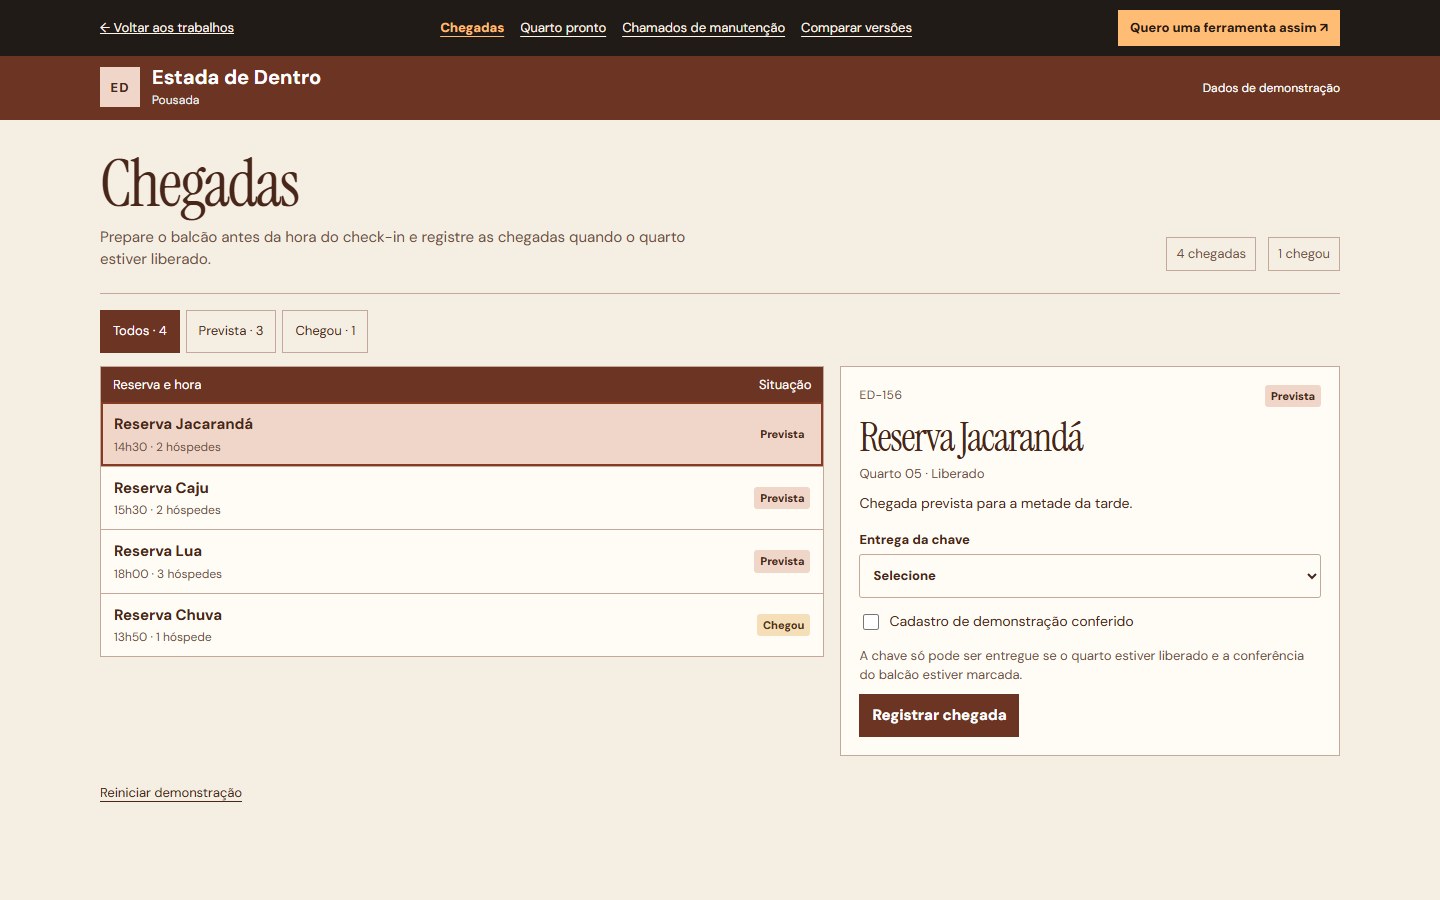 ← Voltar aos trabalhos
Chegadas
Quarto pronto
Chamados de manutenção
Comparar versões
Quero uma ferramenta assim ↗
ED
Estada de Dentro
Pousada
Dados de demonstração
Chegadas
Prepare o balcão antes da hora do check-in e registre as chegadas quando o quarto
estiver liberado.
4 chegadas
1 chegou
Todos · 4
Prevista · 3
Chegou · 1
Reserva e hora
Situação
Reserva Jacarandá
14h30 · 2 hóspedes
Prevista
Reserva Caju
15h30 · 2 hóspedes
Prevista
Reserva Lua
18h00 · 3 hóspedes
Prevista
Reserva Chuva
13h50 · 1 hóspede
Chegou
ED-156
Prevista
Reserva Jacarandá
Quarto 05 · Liberado
Chegada prevista para a metade da tarde.
Entrega da chave
Selecione
Cadastro de demonstração conferido
A chave só pode ser entregue se o quarto estiver liberado e a conferência
do balcão estiver marcada.
Registrar chegada
Reiniciar demonstração